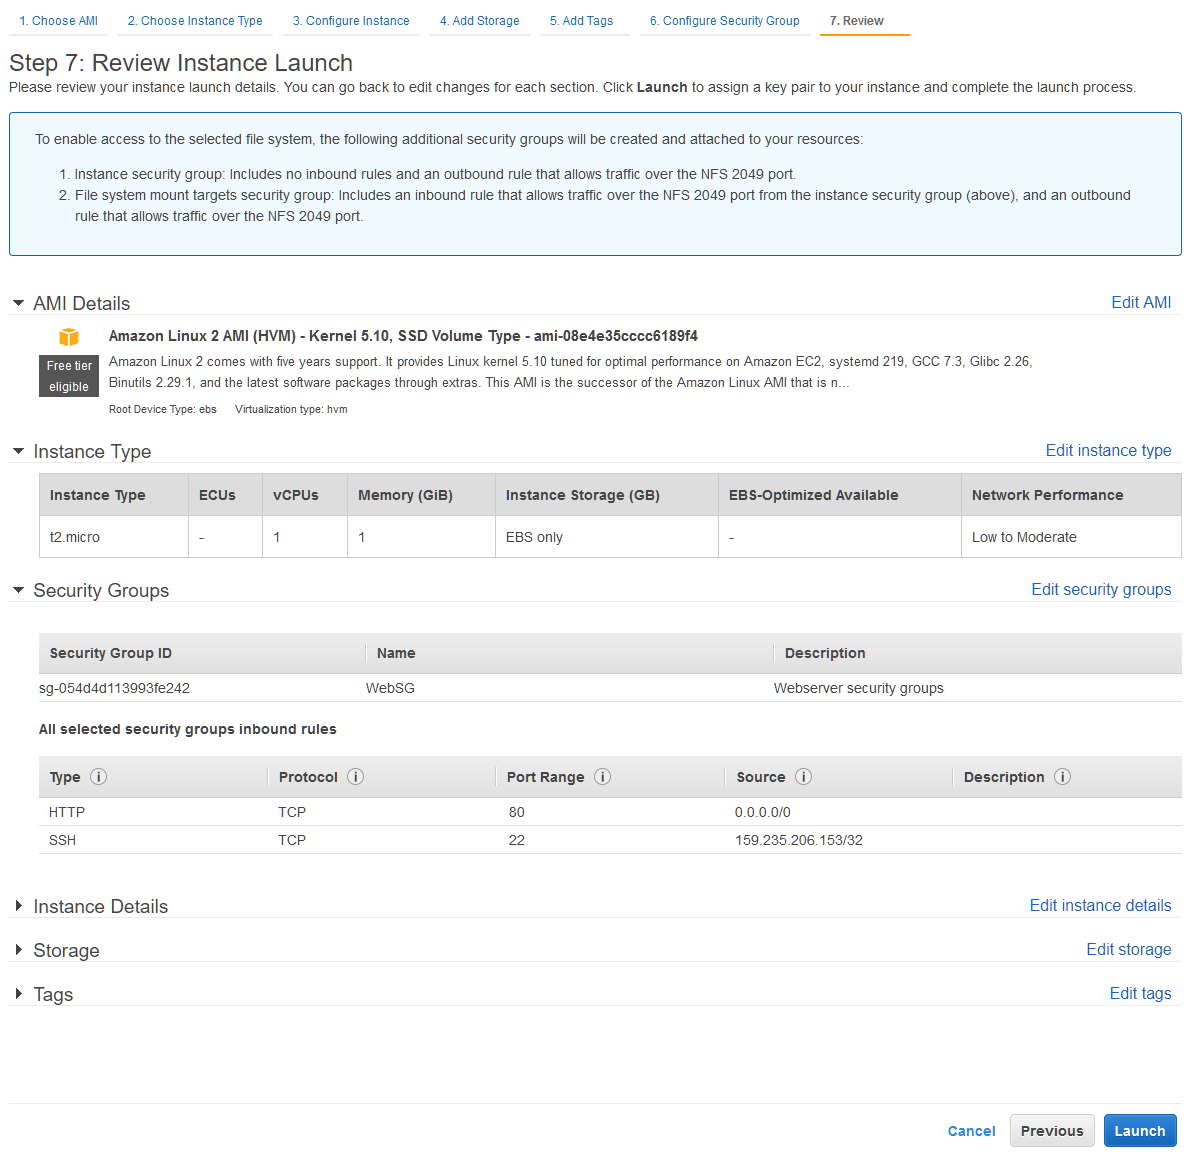 1. Choose AMI 2. Choose Instance Type 3. Configure Instance 4. Add Storage 5. Add Tags 6. Configure Security Group 7. Review
Step 7: Review Instance Launch
Please review your instance launch details. You can go back to edit changes for each section. Click Launch to assign a key pair to your instance and complete the launch process.
To enable access to the selected file system, the following additional security groups will be created and attached to your resources:
1. Instance security group: Includes no inbound rules and an outbound rule that allows traffic over the NFS 2049 port.
2. File system mount targets security group: Includes an inbound rule that allows traffic over the NFS 2049 port from the instance security group (above), and an outbound
rule that allows traffic over the NFS 2049 port.
AMI Details Edit AMI
Amazon Linux 2 AMI (HVM) - Kernel 5.10, SSD Volume Type - ami-08e4e35cccc6189f4
Free tier
eligible
Amazon Linux 2 comes with five years support. It provides Linux kernel 5.10 tuned for optimal performance on Amazon EC2, systemd 219, GCC 7.3, Glibc 2.26,
Binutils 2.29.1, and the latest software packages through extras. This AMI is the successor of the Amazon Linux AMI that is n...
Root Device Type: ebs Virtualization type: hvm
Instance Type Edit instance type
Instance Type ECUs vCPUs Memory (GiB) Instance Storage (GB) EBS-Optimized Available Network Performance
t2.micro - 1 1 EBS only - Low to Moderate
Security Groups Edit security groups
Security Group ID Name Description
sg-054d4d113993fe242 WebSG Webserver security groups
All selected security groups inbound rules
Type i Protocol i Port Range i Source i Description i
HTTP TCP 80 0.0.0.0/0
SSH TCP 22 159.235.206.153/32
Instance Details Edit instance details
Storage Edit storage
Tags Edit tags
Cancel Previous Launch